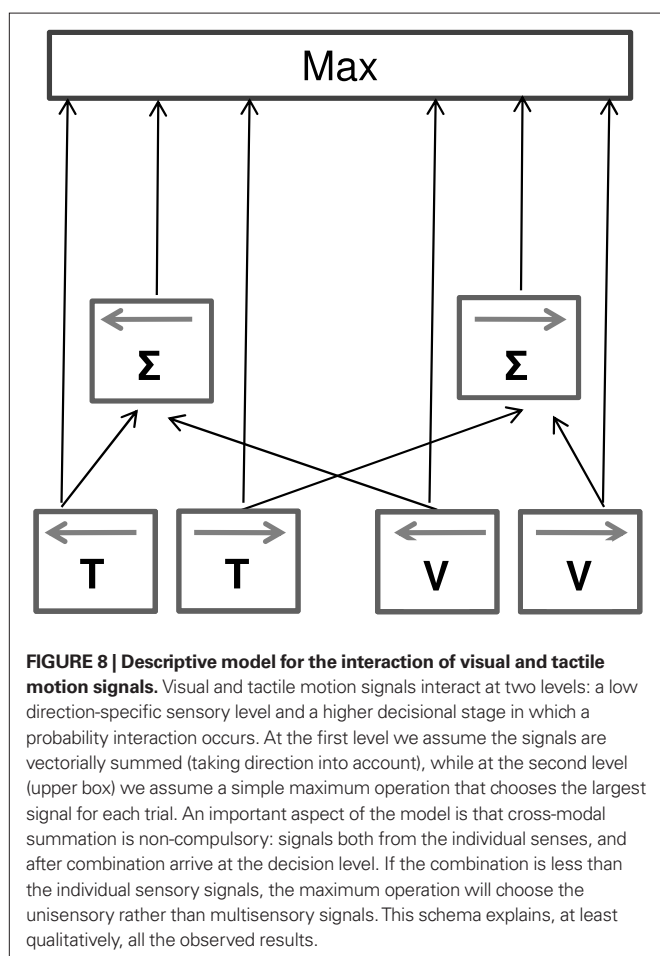 Max
Σ
Σ
T
T
V
V
FIGURE 8 | Descriptive model for the interaction of visual and tactile
motion signals. Visual and tactile motion signals interact at two levels: a low
direction-specific sensory level and a higher decisional stage in which a
probability interaction occurs. At the first level we assume the signals are
vectorially summed (taking direction into account), while at the second level
(upper box) we assume a simple maximum operation that chooses the largest
signal for each trial. An important aspect of the model is that cross-modal
summation is non-compulsory: signals both from the individual senses, and
after combination arrive at the decision level. If the combination is less than
the individual sensory signals, the maximum operation will choose the
unisensory rather than multisensory signals. This schema explains, at least
qualitatively, all the observed results.